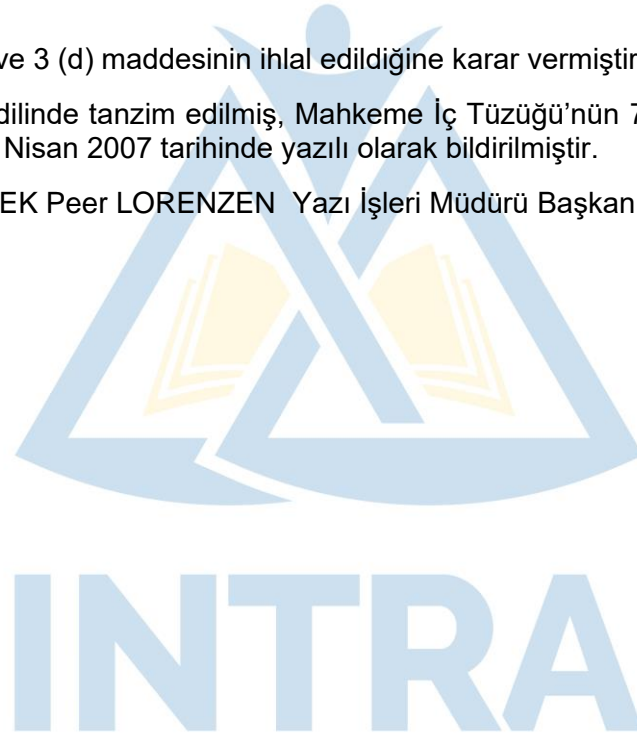 ve 3 (d) maddesinin ihlal edildiğine karar vermiştir
dilinde tanzim edilmiş, Mahkeme İç Tüzüğü’nün 7
Nisan 2007 tarihinde yazılı olarak bildirilmiştir.
EK Peer LORENZEN Yazı İşleri Müdürü Başkan
INTRA